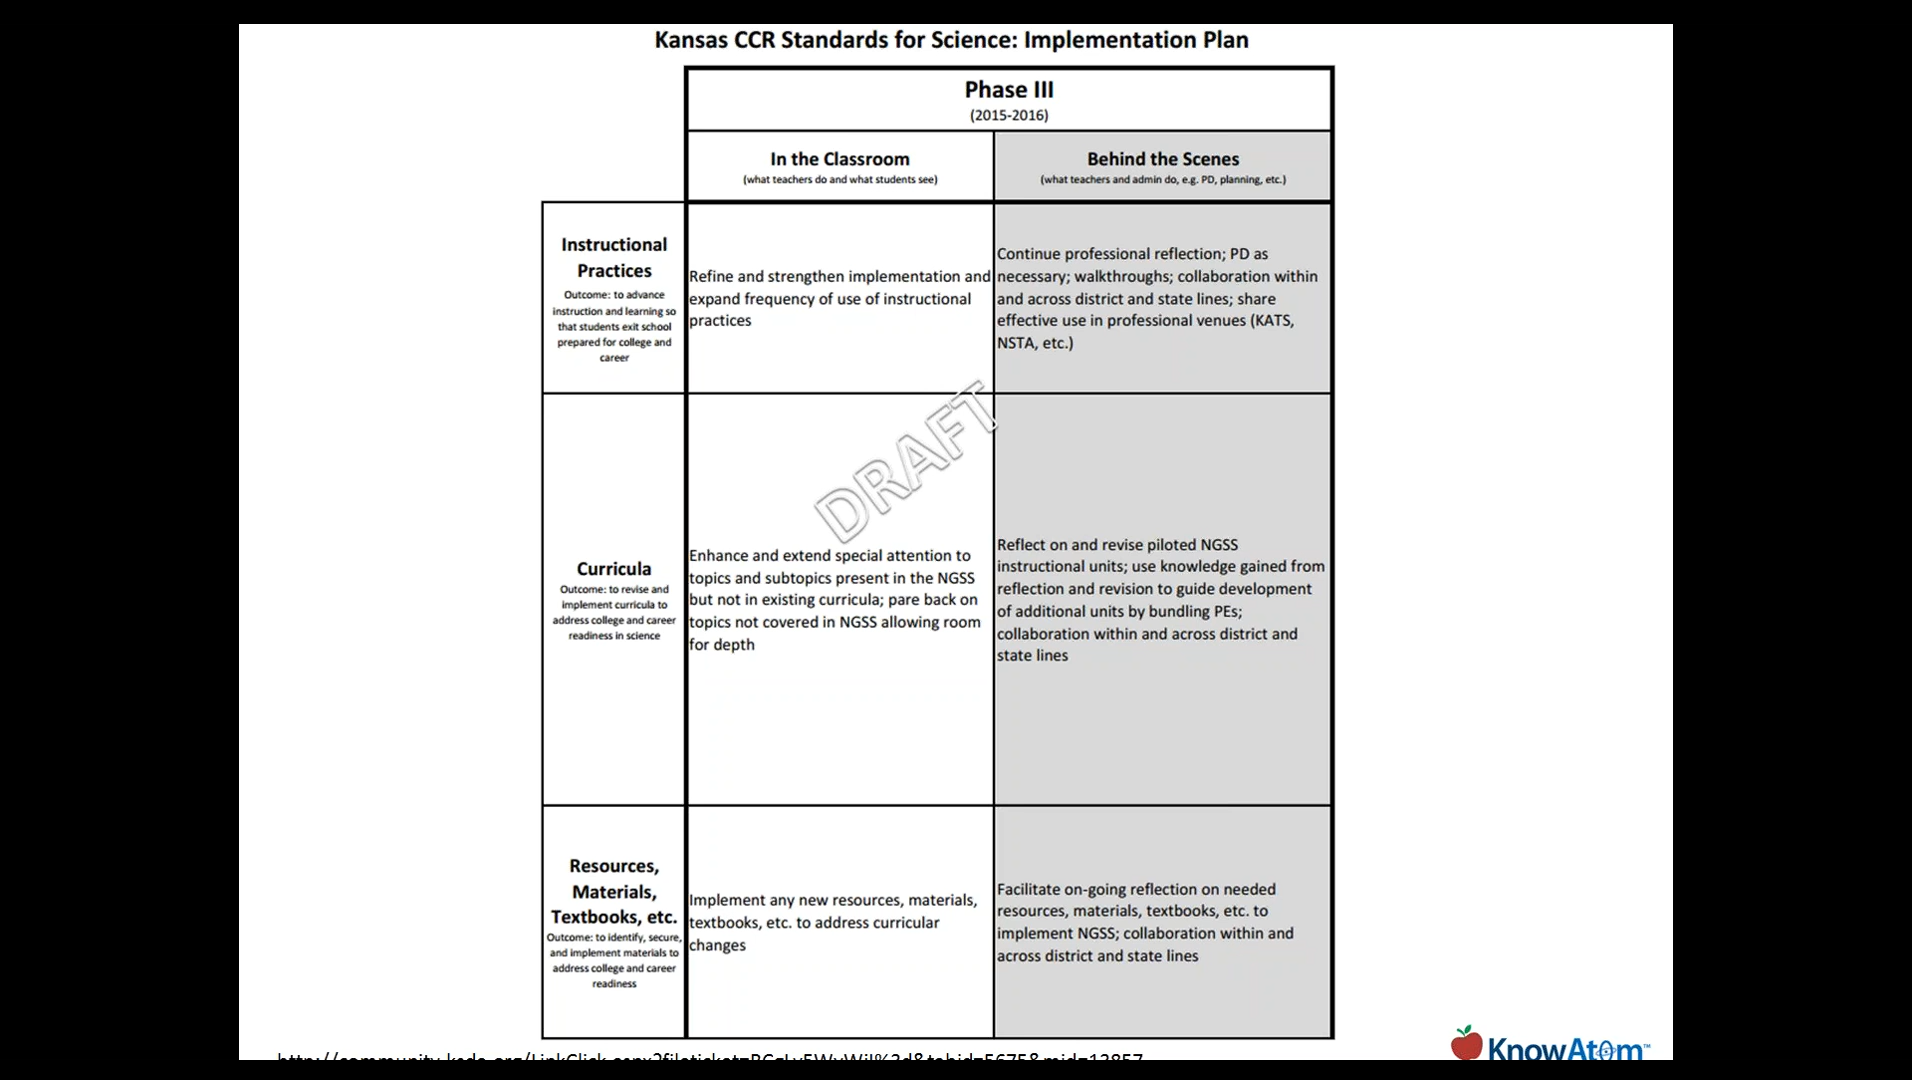 Kansas CCR Standards for Science: Implementation Plan
Phase III
(2015-2016)
In the Classroom
(what teachers do and what students see)
Behind the Scenes
(what teachers and admin do, e.g. PD, planning, etc.)
Instructional
Practices
Outcome: to advance
instruction and learning so
that students exit school
prepared for college and
career
Refine and strengthen implementation and
expand frequency of use of instructional
practices
Continue professional reflection; PD as
necessary; walkthroughs; collaboration within
and across district and state lines; share
effective use in professional venues (KATS,
NSTA, etc.)
DRAFT
Curricula
Outcome: to revise and
implement curricula to
address college and career
readiness in science
Enhance and extend special attention to
topics and subtopics present in the NGSS
but not in existing curricula; pare back on
topics not covered in NGSS allowing room
for depth
Reflect on and revise piloted NGSS
instructional units; use knowledge gained from
reflection and revision to guide development
of additional units by bundling PEs;
collaboration within and across district and
state lines
Resources,
Materials,
Textbooks, etc.
Outcome: to identify, secure,
and implement materials to
address college and career
readiness
Implement any new resources, materials,
textbooks, etc. to address curricular
changes
Facilitate on-going reflection on needed
resources, materials, textbooks, etc. to
implement NGSS; collaboration within and
across district and state lines
KnowAtom™